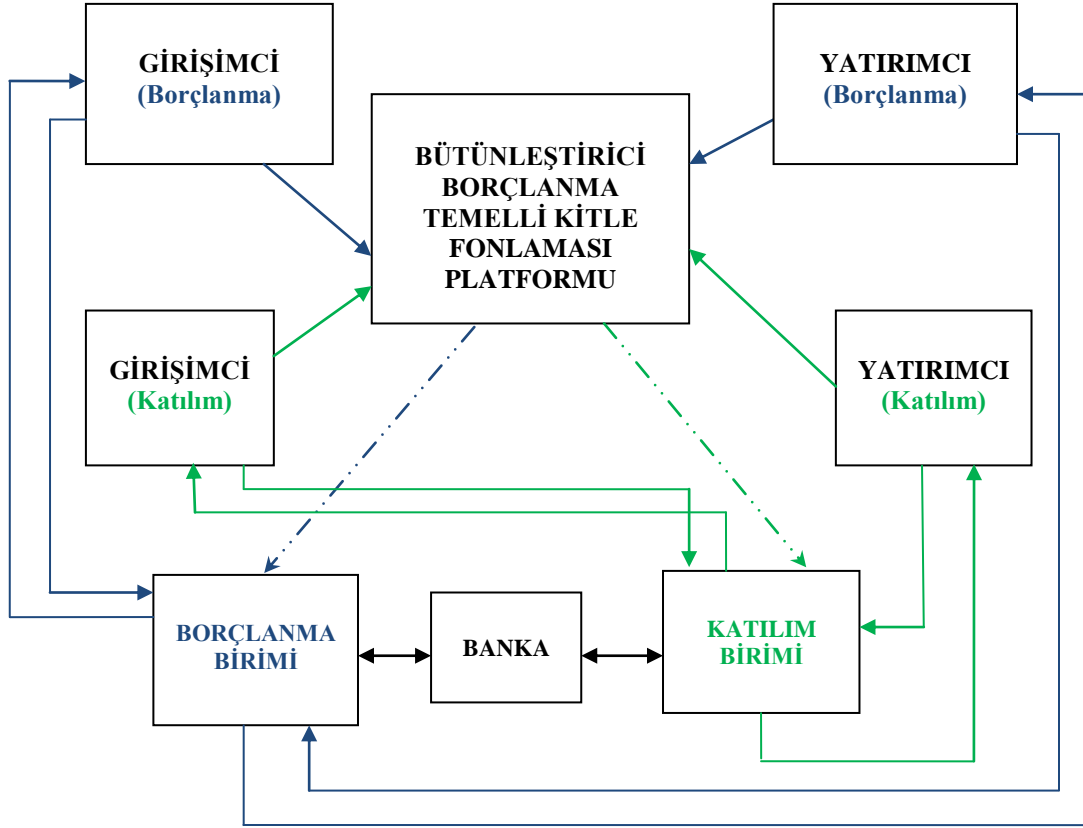 GİRİŞİMCİ
(Borçlanma)
YATIRIMCI
(Borçlanma)
BÜTÜNLEŞTİRİCİ
BORÇLANMA
TEMELLİ KİTLE
FONLAMASI
PLATFORMU
GİRİŞİMCİ
(Katılım)
YATIRIMCI
(Katılım)
BORÇLANMA
BİRİMİ
BANKA
KATILIM
BİRİMİ